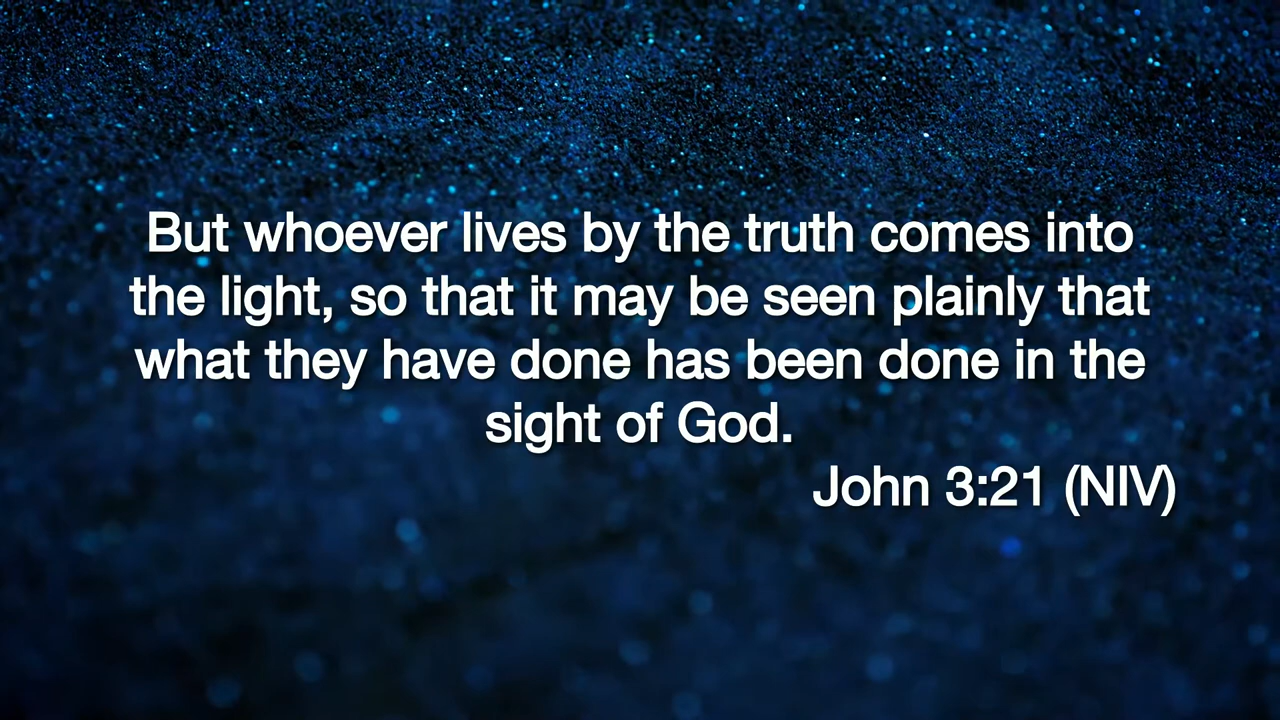 But whoever lives by the truth comes into
the light, so that it may be seen plainly that
what they have done has been done in the
sight of God.
John 3:21 (NIV)